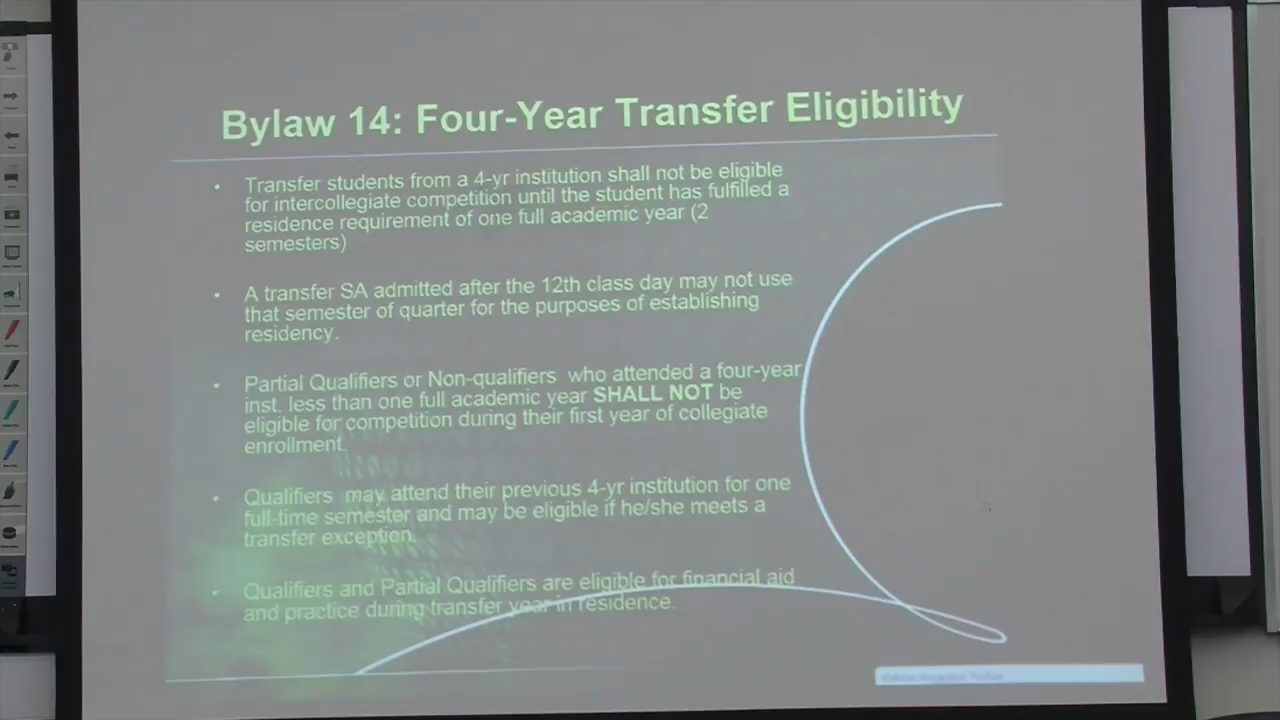 Bylaw 14: Four-Year Transfer Eligibility
• Transfer students from a 4-yr institution shall not be eligible
for intercollegiate competition until the student has fulfilled a
residence requirement of one full academic year (2
semesters)
• A transfer SA admitted after the 12th class day may not use
that semester of quarter for the purposes of establishing
residency.
• Partial Qualifiers or Non-qualifiers who attended a four-year
inst. less than one full academic year SHALL NOT be
eligible for competition during their first year of collegiate
enrollment.
• Qualifiers may attend their previous 4-yr institution for one
full-time semester and may be eligible if he/she meets a
transfer exception.
• Qualifiers and Partial Qualifiers are eligible for financial aid
and practice during transfer year in residence.